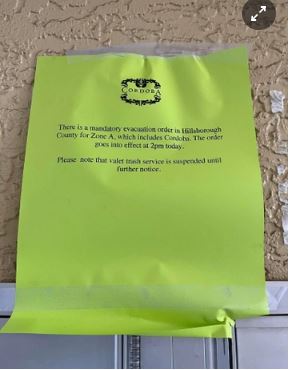 CORDOBA
There is a mandatory evacuation order in Hillsborough
County for Zone A, which includes Cordoba. The order
goes into effect at 2pm today.
Please note that valet trash service is suspended until
further notice.